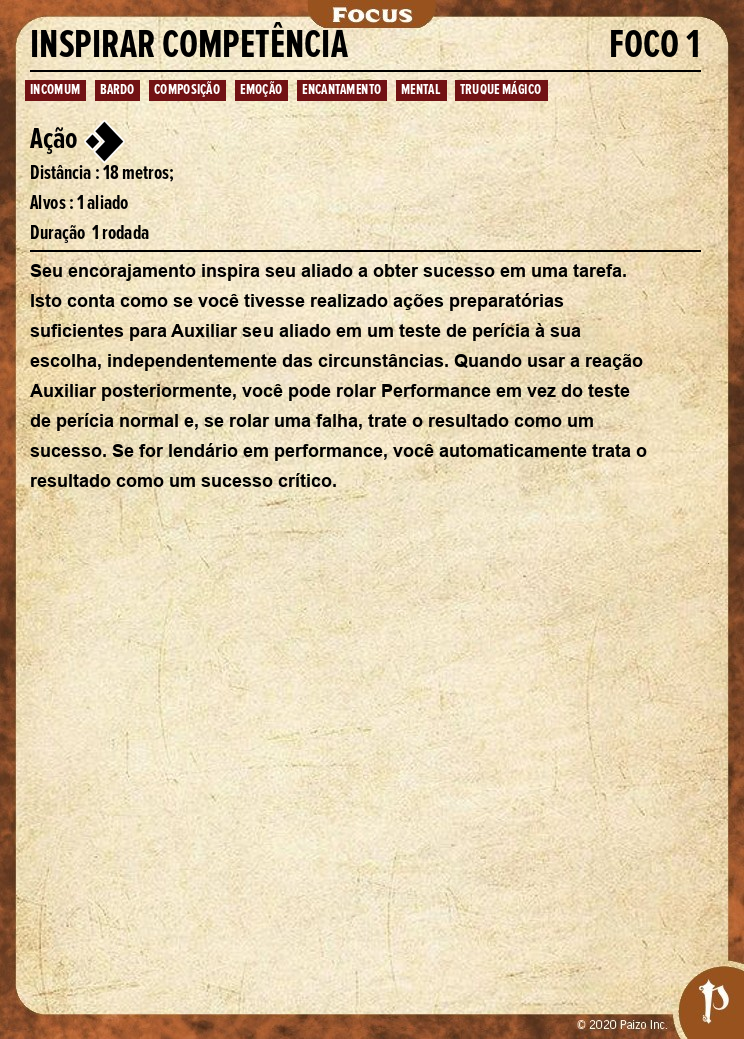 Focus
INSPIRAR COMPETÊNCIA FOCO 1
INCOMUM BARDO COMPOSIÇÃO EMOÇÃO ENCANTAMENTO MENTAL TRUQUE MÁGICO
Ação
Distância : 18 metros;
Alvos : 1 aliado
Duração 1 rodada
Seu encorajamento inspira seu aliado a obter sucesso em uma tarefa.
Isto conta como se você tivesse realizado ações preparatórias
suficientes para Auxiliar seu aliado em um teste de perícia à sua
escolha, independentemente das circunstâncias. Quando usar a reação
Auxiliar posteriormente, você pode rolar Performance em vez do teste
de perícia normal e, se rolar uma falha, trate o resultado como um
sucesso. Se for lendário em performance, você automaticamente trata o
resultado como um sucesso crítico.
© 2020 Paizo Inc.
P